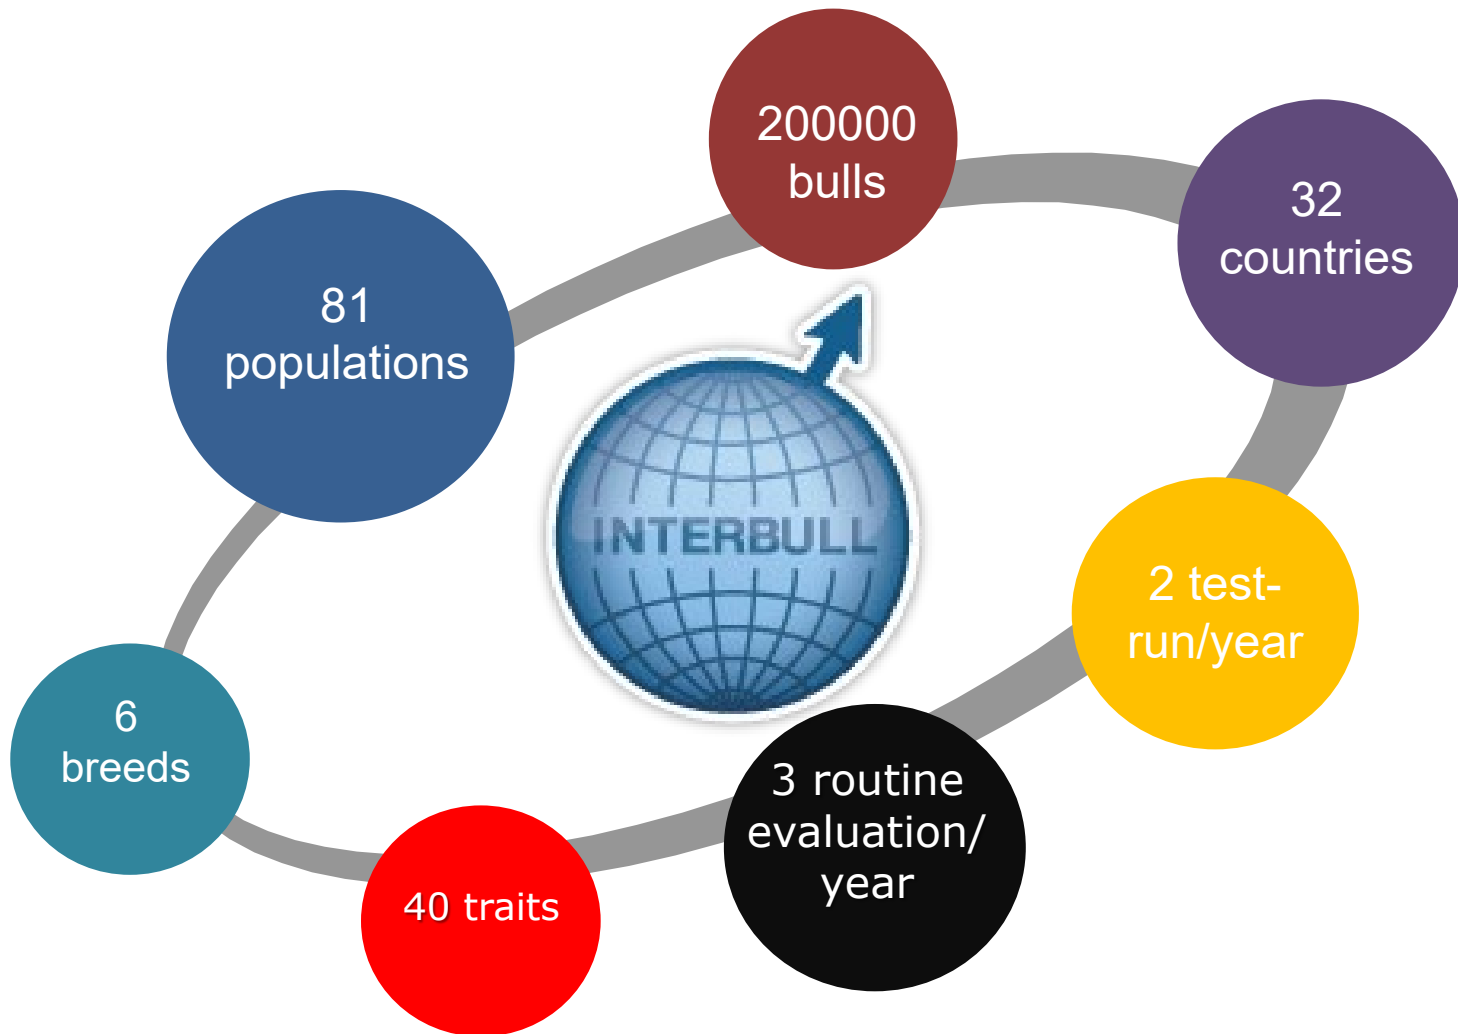 200000
bulls
32
countries
81
populations
INTERBULL
2 test-
run/year
6
breeds
3 routine
evaluation/
year
40 traits